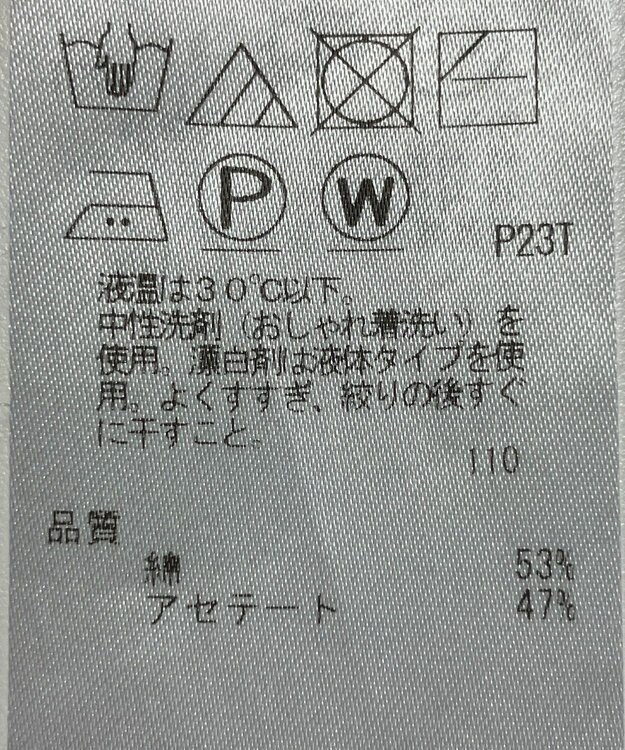 P
W
P23T
液温は30℃以下。
中性洗剤(おしゃれ着洗い)を
使用。漂白剤は液体タイプを使
用。よくすすぎ、絞りの後すぐ
に干すこと。
110
品質
綿 53%
アセテート 47%